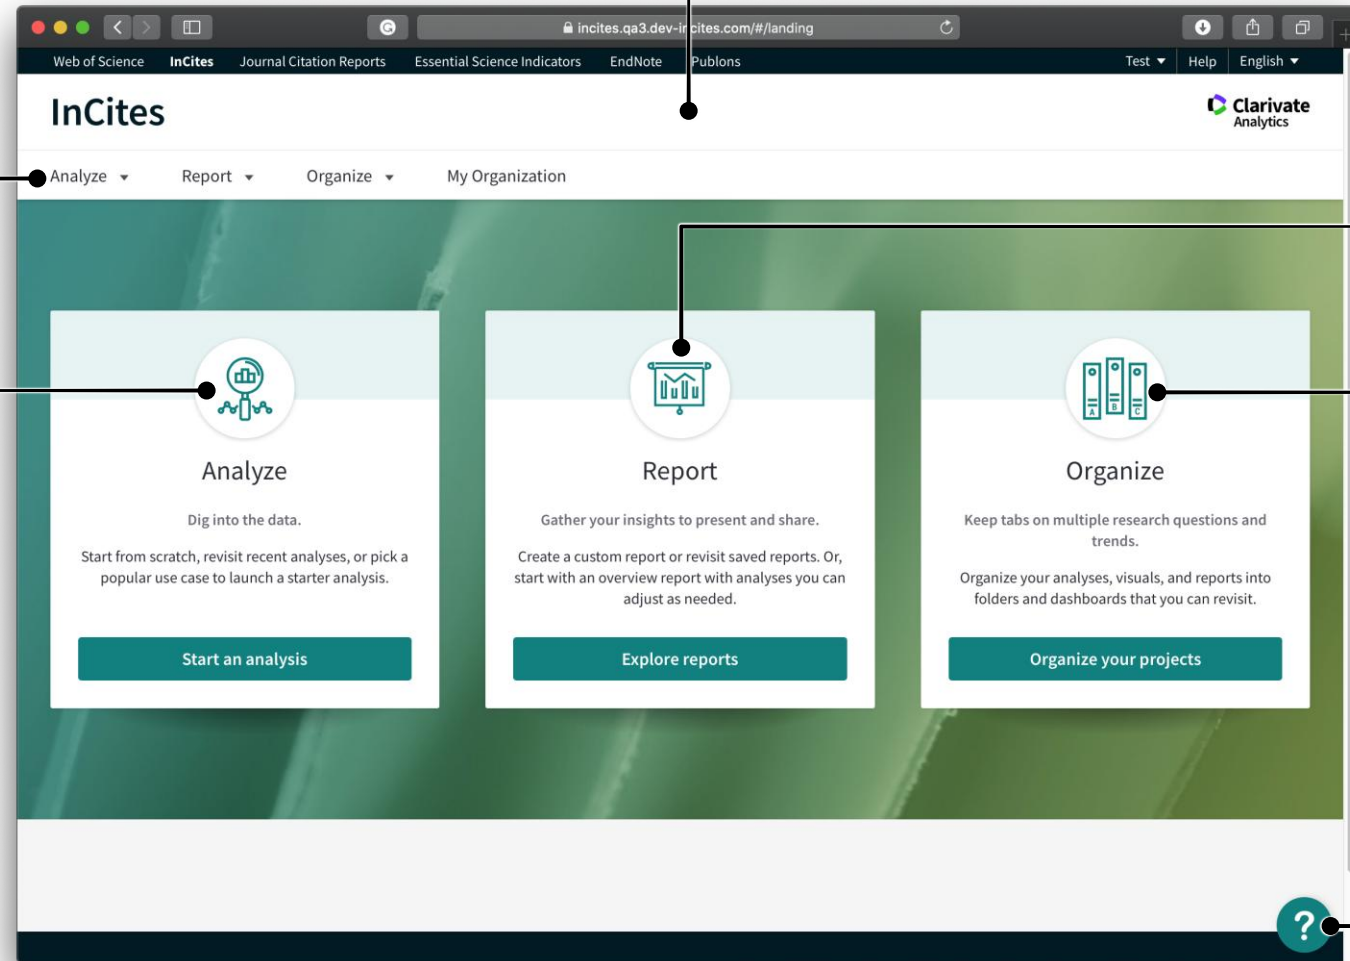 incites.qa3.dev-incites.com/#/landing
Web of Science InCites Journal Citation Reports Essential Science Indicators EndNote Publons Test Help English
InCites
Clarivate
Analytics
Analyze Report Organize My Organization
Analyze
Dig into the data.
Start from scratch, revisit recent analyses, or pick a
popular use case to launch a starter analysis.
Start an analysis
Report
Gather your insights to present and share.
Create a custom report or revisit saved reports. Or,
start with an overview report with analyses you can
adjust as needed.
Explore reports
A B C
Organize
Keep tabs on multiple research questions and
trends.
Organize your analyses, visuals, and reports into
folders and dashboards that you can revisit.
Organize your projects
?